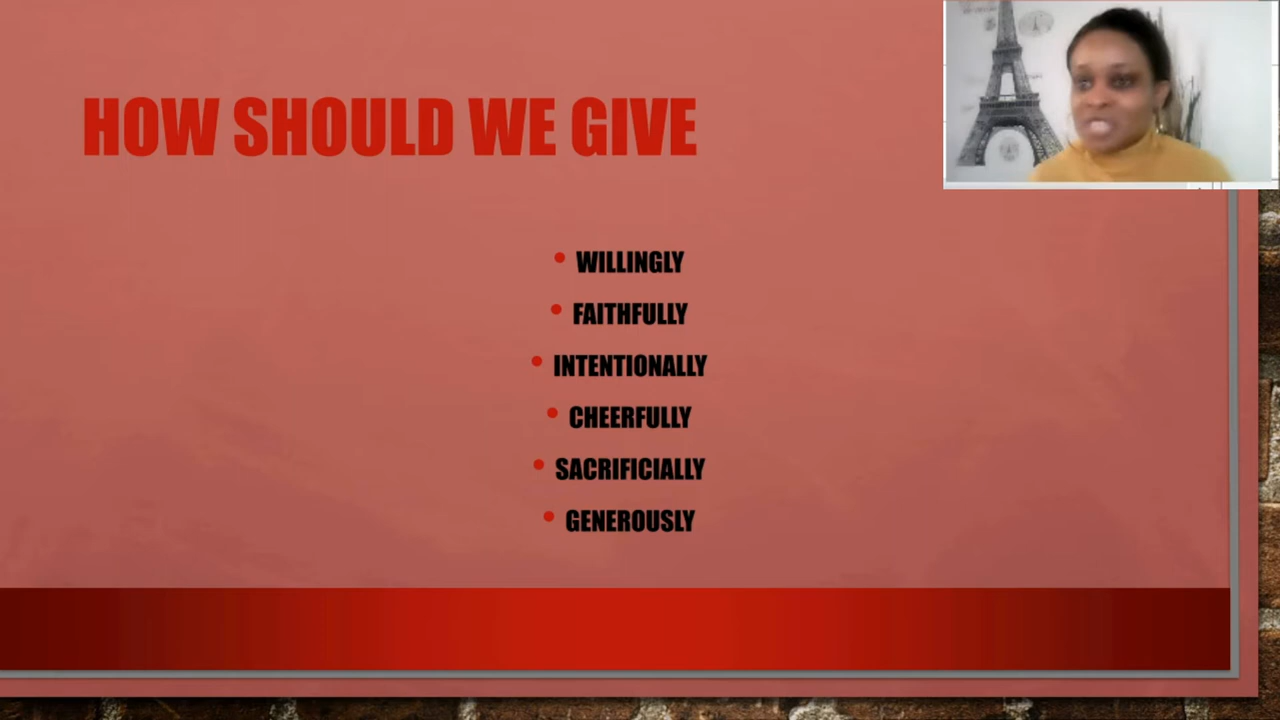 HOW SHOULD WE GIVE
• WILLINGLY
• FAITHFULLY
• INTENTIONALLY
• CHEERFULLY
• SACRIFICIALLY
• GENEROUSLY